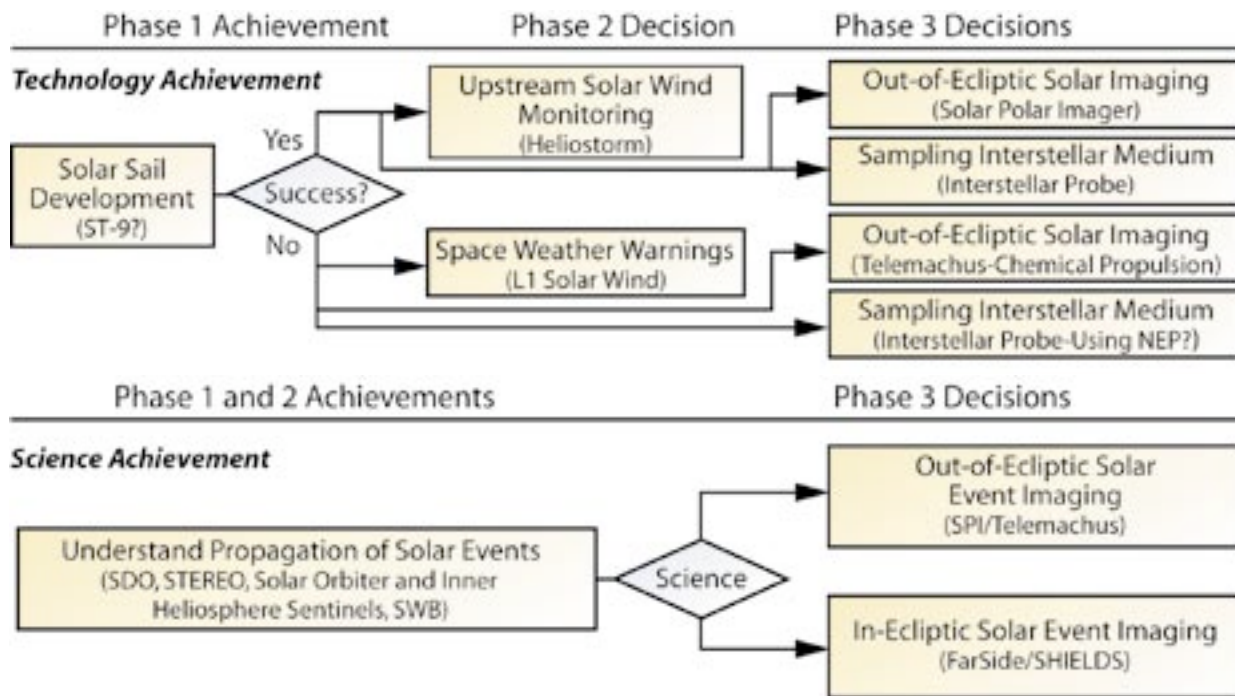 Phase 1 Achievement
Phase 2 Decision
Phase 3 Decisions
Technology Achievement
Solar Sail
Development
(ST-9?)
Success?
Yes
No
Upstream Solar Wind
Monitoring
(Heliostorm)
Space Weather Warnings
(L1 Solar Wind)
Out-of-Ecliptic Solar Imaging
(Solar Polar Imager)
Sampling Interstellar Medium
(Interstellar Probe)
Out-of-Ecliptic Solar Imaging
(Telemachus-Chemical Propulsion)
Sampling Interstellar Medium
(Interstellar Probe-Using NEP?)
Phase 1 and 2 Achievements
Phase 3 Decisions
Science Achievement
Understand Propagation of Solar Events
(SDO, STEREO, Solar Orbiter and Inner
Heliosphere Sentinels, SWB)
Science
Out-of-Ecliptic Solar
Event Imaging
(SPI/Telemachus)
In-Ecliptic Solar Event Imaging
(FarSide/SHIELDS)